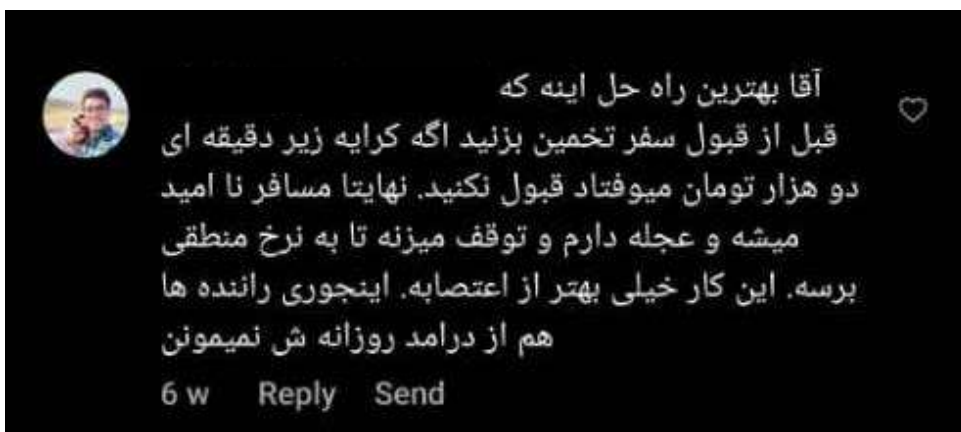 آقا بهترین راه حل اینه که
قبل از قبول سفر تخمین بزنید اگه کرایه زیر دقیقه ای
دو هزار تومان میوفتاد قبول نکنید. نهایتا مسافر نا امید
میشه و عجله دارم و توقف میزنه تا به نرخ منطقی
برسه. این کار خیلی بهتر از اعتصابه. اینجوری راننده ها
هم از درامد روزانه ش نمیمونن
6 w Reply Send